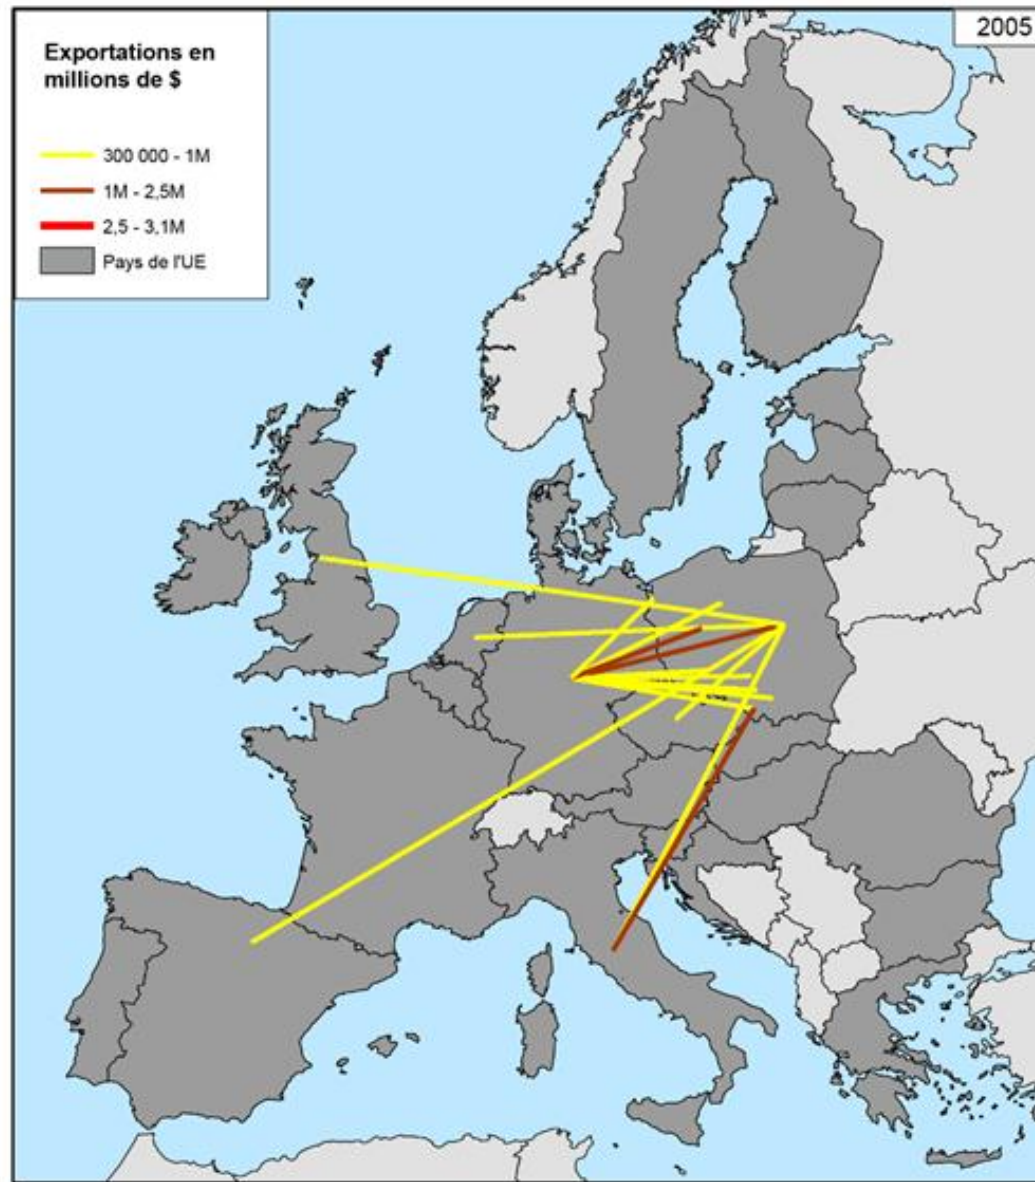 2005
Exportations en
millions de $
300 000 - 1M
1M - 2,5M
2,5 - 3,1M
Pays de l'UE